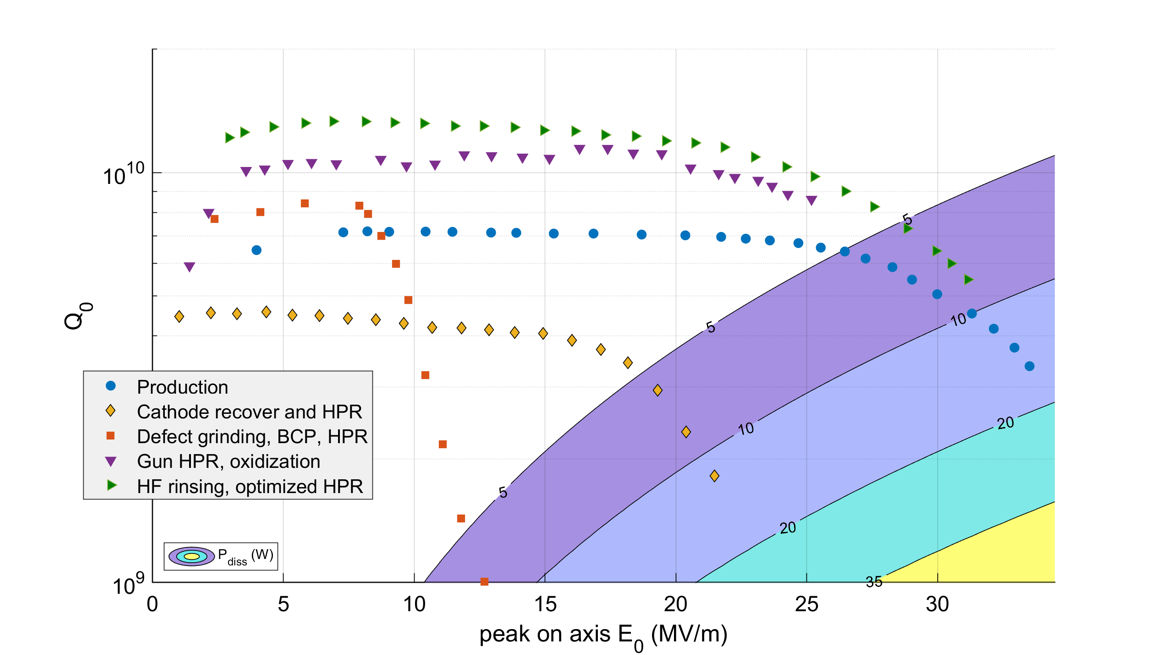 10^10
Q_0
10^9
5
5
10
5
10
20
20
35
5
Production
Cathode recover and HPR
Defect grinding, BCP, HPR
Gun HPR, oxidization
HF rinsing, optimized HPR
P_diss (W)
0 5 10 15 20 25 30
peak on axis E_0 (MV/m)